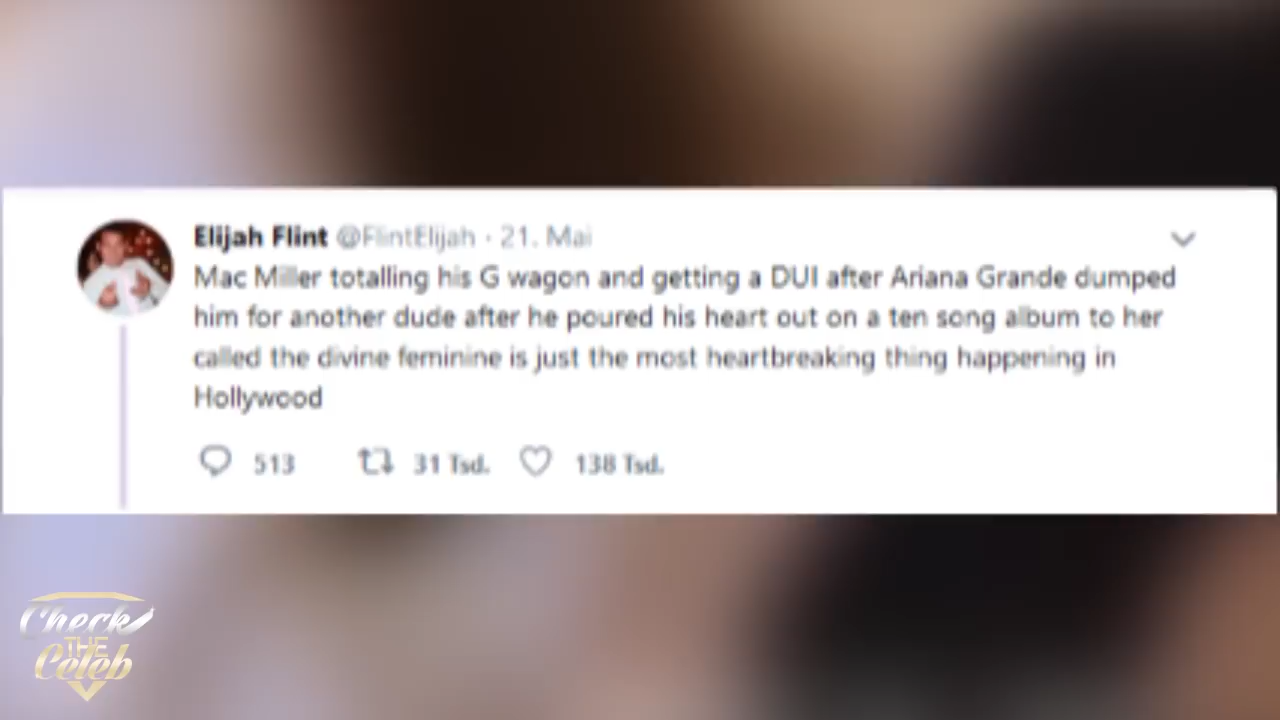 Elijah Flint @FlintElijah · 21. Mai
Mac Miller totalling his G wagon and getting a DUI after Ariana Grande dumped
him for another dude after he poured his heart out on a ten song album to her
called the divine feminine is just the most heartbreaking thing happening in
Hollywood
513 31 Tsd. 138 Tsd.
Check
THE
Celeb